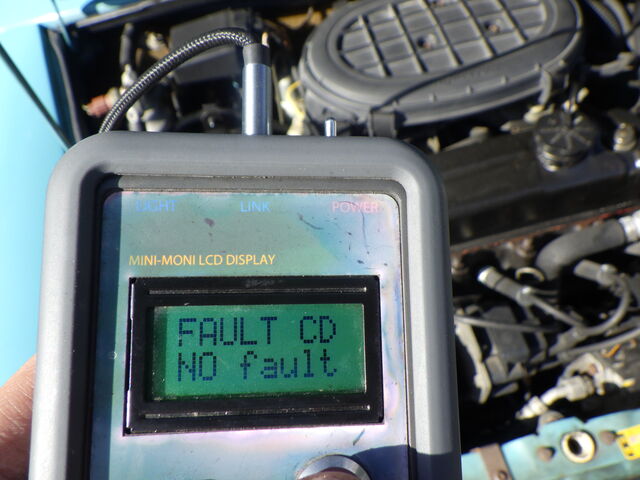 LIGHT LINK POWER
MINI-MONI LCD DISPLAY
FAULT CD
NO fault